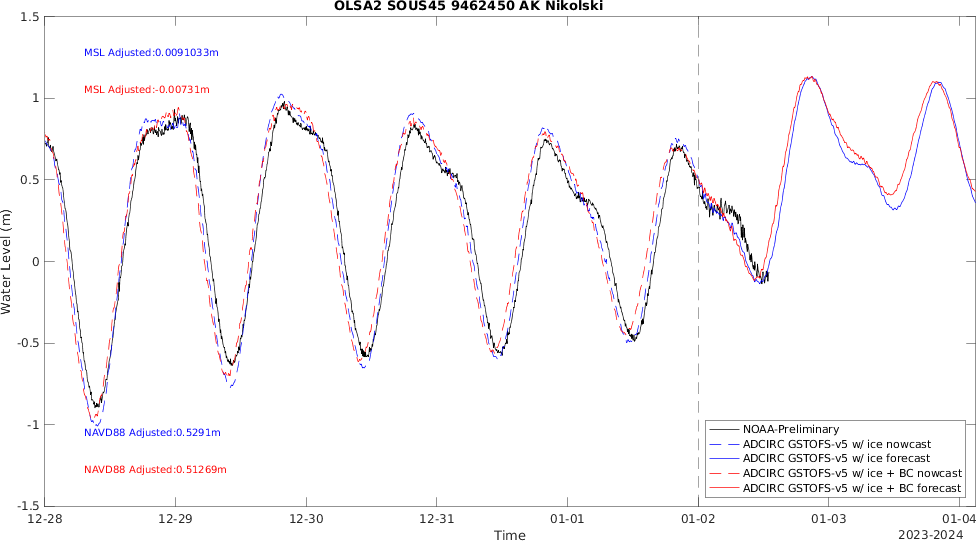 OLSA2 SOUS45 9462450 AK Nikolski
1.5
1
0.5
0
-0.5
-1
-1.5
Water Level (m)
MSL Adjusted:0.0091033m
MSL Adjusted:-0.00731m
NAVD88 Adjusted:0.5291m
NAVD88 Adjusted:0.51269m
NOAA-Preliminary
ADCIRC GSTOFS-v5 w/ ice nowcast
ADCIRC GSTOFS-v5 w/ ice forecast
ADCIRC GSTOFS-v5 w/ ice + BC nowcast
ADCIRC GSTOFS-v5 w/ ice + BC forecast
12-28 12-29 12-30 12-31 01-01 01-02 01-03 01-04
Time
2023-2024